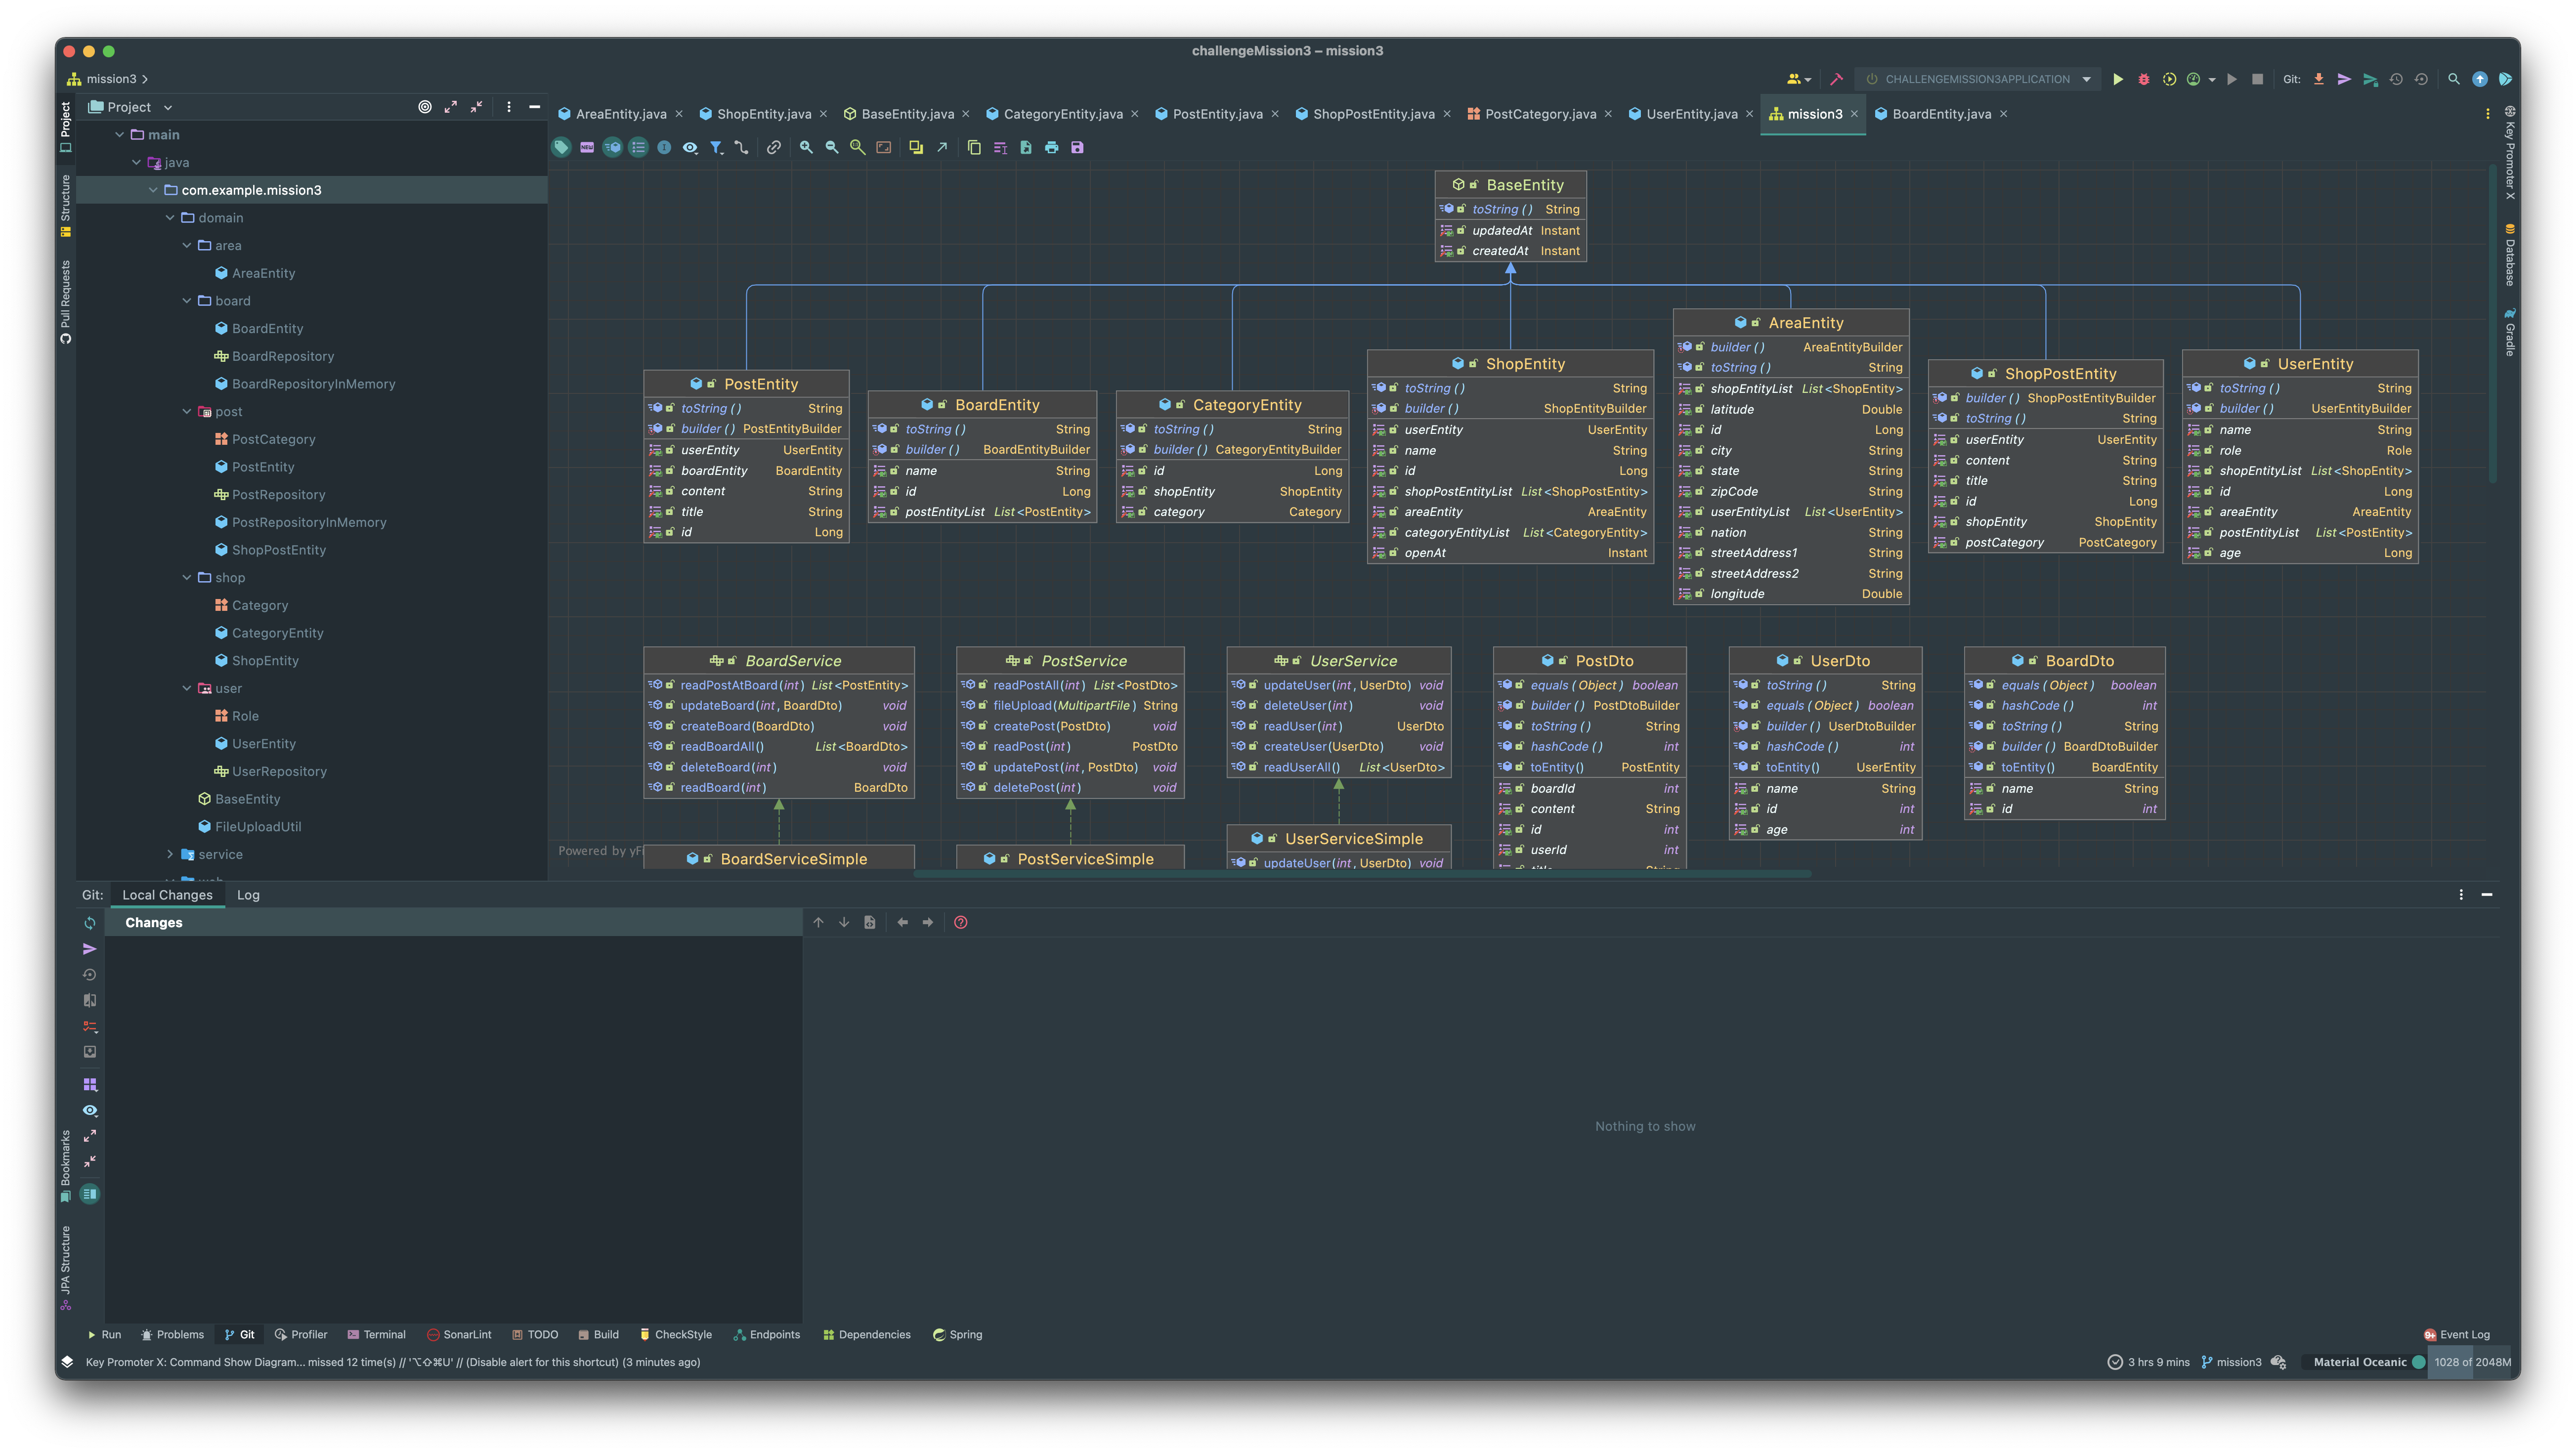 challengeMission3 – mission3
mission3
CHALLENGEMISSION3APPLICATION
Git:
Project
AreaEntity.java
ShopEntity.java
BaseEntity.java
CategoryEntity.java
PostEntity.java
ShopPostEntity.java
PostCategory.java
UserEntity.java
mission3
BoardEntity.java
Project
Structure
Pull Requests
Bookmarks
JPA Structure
Key Promoter X
Database
Gradle
main
java
com.example.mission3
domain
area
AreaEntity
board
BoardEntity
BoardRepository
BoardRepositoryInMemory
post
PostCategory
PostEntity
PostRepository
PostRepositoryInMemory
ShopPostEntity
shop
Category
CategoryEntity
ShopEntity
user
Role
UserEntity
UserRepository
BaseEntity
FileUploadUtil
service
BaseEntity
toString () String
updatedAt Instant
createdAt Instant
PostEntity
toString () String
builder () PostEntityBuilder
userEntity UserEntity
boardEntity BoardEntity
content String
title String
id Long
BoardEntity
toString () String
builder () BoardEntityBuilder
name String
id Long
postEntityList List<PostEntity>
CategoryEntity
toString () String
builder () CategoryEntityBuilder
id Long
shopEntity ShopEntity
category Category
ShopEntity
toString () String
builder () ShopEntityBuilder
userEntity UserEntity
name String
id Long
shopPostEntityList List<ShopPostEntity>
areaEntity AreaEntity
categoryEntityList List<CategoryEntity>
openAt Instant
AreaEntity
builder () AreaEntityBuilder
toString () String
shopEntityList List<ShopEntity>
latitude Double
id Long
city String
state String
zipCode String
userEntityList List<UserEntity>
nation String
streetAddress1 String
streetAddress2 String
longitude Double
ShopPostEntity
builder () ShopPostEntityBuilder
toString () String
userEntity UserEntity
content String
title String
id Long
shopEntity ShopEntity
postCategory PostCategory
UserEntity
toString () String
builder () UserEntityBuilder
name String
role Role
shopEntityList List<ShopEntity>
id Long
areaEntity AreaEntity
postEntityList List<PostEntity>
age Long
BoardService
readPostAtBoard(int) List<PostEntity>
updateBoard(int, BoardDto) void
createBoard(BoardDto) void
readBoardAll() List<BoardDto>
deleteBoard(int) void
readBoard(int) BoardDto
PostService
readPostAll(int) List<PostDto>
fileUpload(MultipartFile) String
createPost(PostDto) void
readPost(int) PostDto
updatePost(int, PostDto) void
deletePost(int) void
UserService
updateUser(int, UserDto) void
deleteUser(int) void
readUser(int) UserDto
createUser(UserDto) void
readUserAll() List<UserDto>
PostDto
equals (Object) boolean
builder () PostDtoBuilder
toString () String
hashCode () int
toEntity() PostEntity
boardId int
content String
id int
userId int
UserDto
toString () String
equals (Object) boolean
builder () UserDtoBuilder
hashCode () int
toEntity() UserEntity
name String
id int
age int
BoardDto
equals (Object) boolean
hashCode () int
toString () String
builder () BoardDtoBuilder
toEntity() BoardEntity
name String
id int
Powered by yFi
BoardServiceSimple
PostServiceSimple
UserServiceSimple
updateUser(int, UserDto) void
Git: Local Changes Log
Changes
Nothing to show
Run Problems Git Profiler Terminal SonarLint TODO Build CheckStyle Endpoints Dependencies Spring
9+ Event Log
Key Promoter X: Command Show Diagram... missed 12 time(s) // '⌥⇧⌘U' // (Disable alert for this shortcut) (3 minutes ago)
3 hrs 9 mins mission3 Material Oceanic 1028 of 2048M